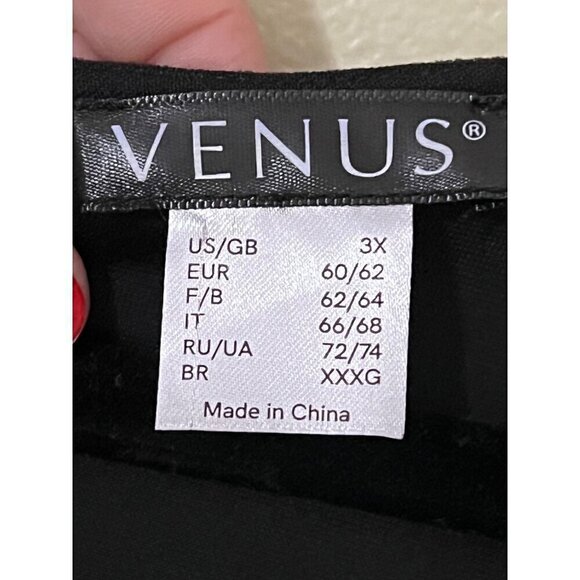 VENUS®
US/GB 3X
EUR 60/62
F/B 62/64
IT 66/68
RU/UA 72/74
BR XXXG
Made in China